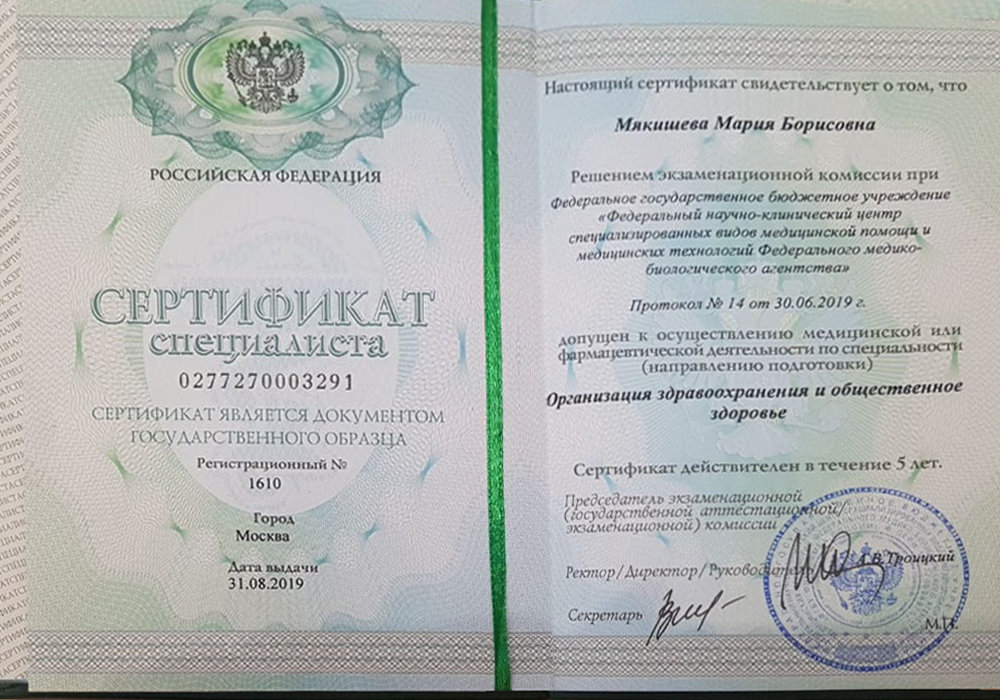 РОССИЙСКАЯ ФЕДЕРАЦИЯ
СЕРТИФИКАТ
специалиста
0277270003291
СЕРТИФИКАТ ЯВЛЯЕТСЯ ДОКУМЕНТОМ
ГОСУДАРСТВЕННОГО ОБРАЗЦА
Регистрационный №
1610
Город
Москва
Дата выдачи
31.08.2019
Настоящий сертификат свидетельствует о том, что
Мякишева Мария Борисовна
Решением экзаменационной комиссии при
Федеральное государственное бюджетное учреждение
«Федеральный научно-клинический центр
специализированных видов медицинской помощи и
медицинских технологий Федерального медико-
биологического агентства»
Протокол № 14 от 30.06.2019 г.
допущен к осуществлению медицинской или
фармацевтической деятельности по специальности
(направлению подготовки)
Организация здравоохранения и общественное
здоровье
Сертификат действителен в течение 5 лет.
Председатель экзаменационной
(государственной аттестационной/
экзаменационной) комиссии
Ректор/Директор/Руководитель
В.Троицкий
Секретарь
М.П.